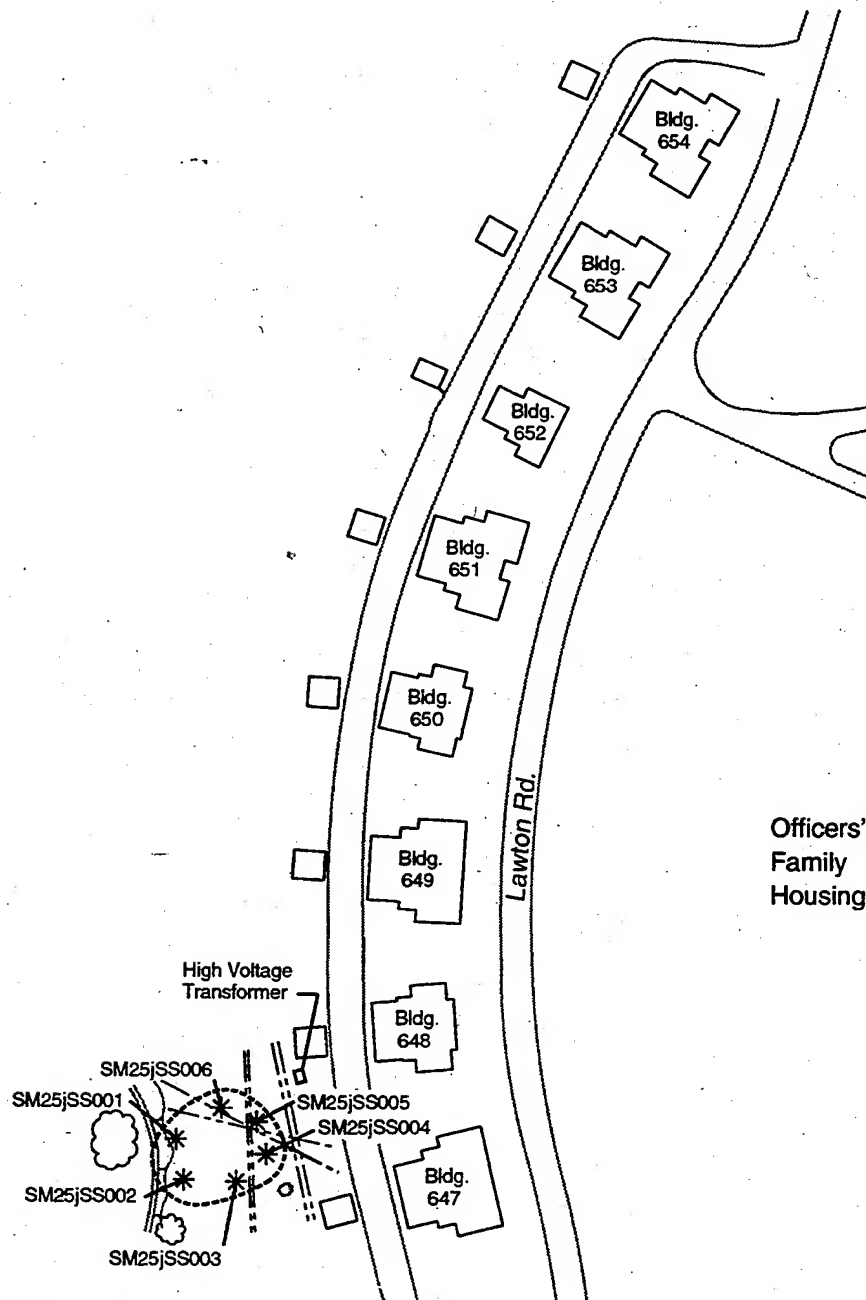 Bldg.
654
Bldg.
653
Bldg.
652
Bldg.
651
Bldg.
650
Lawton Rd.
Officers'
Family
Housing
Bldg.
649
High Voltage
Transformer
Bldg.
648
SM25jSS006
SM25jSS001
SM25jSS005
SM25jSS004
Bldg.
647
SM25jSS002
SM25jSS003